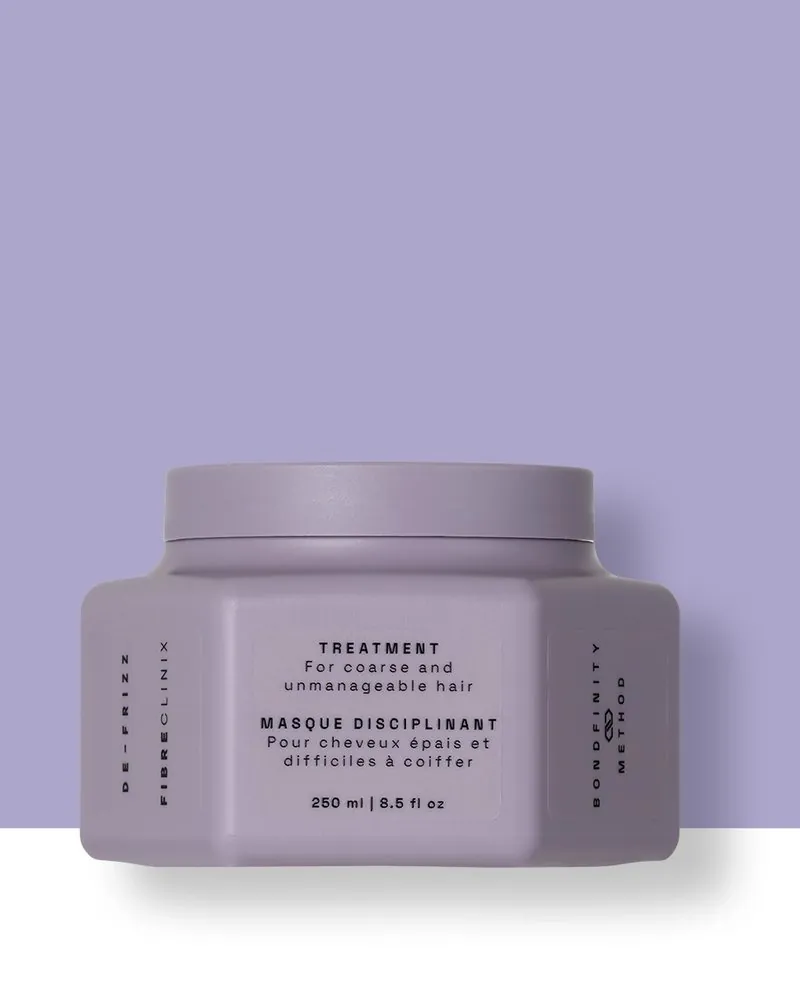 DE-FRIZZ
FIBRECLINIX
TREATMENT
For coarse and
unmanageable hair
MASQUE DISCIPLINANT
Pour cheveux épais et
difficiles à coiffer
250 ml | 8.5 fl oz
BONDFINITY
METHOD